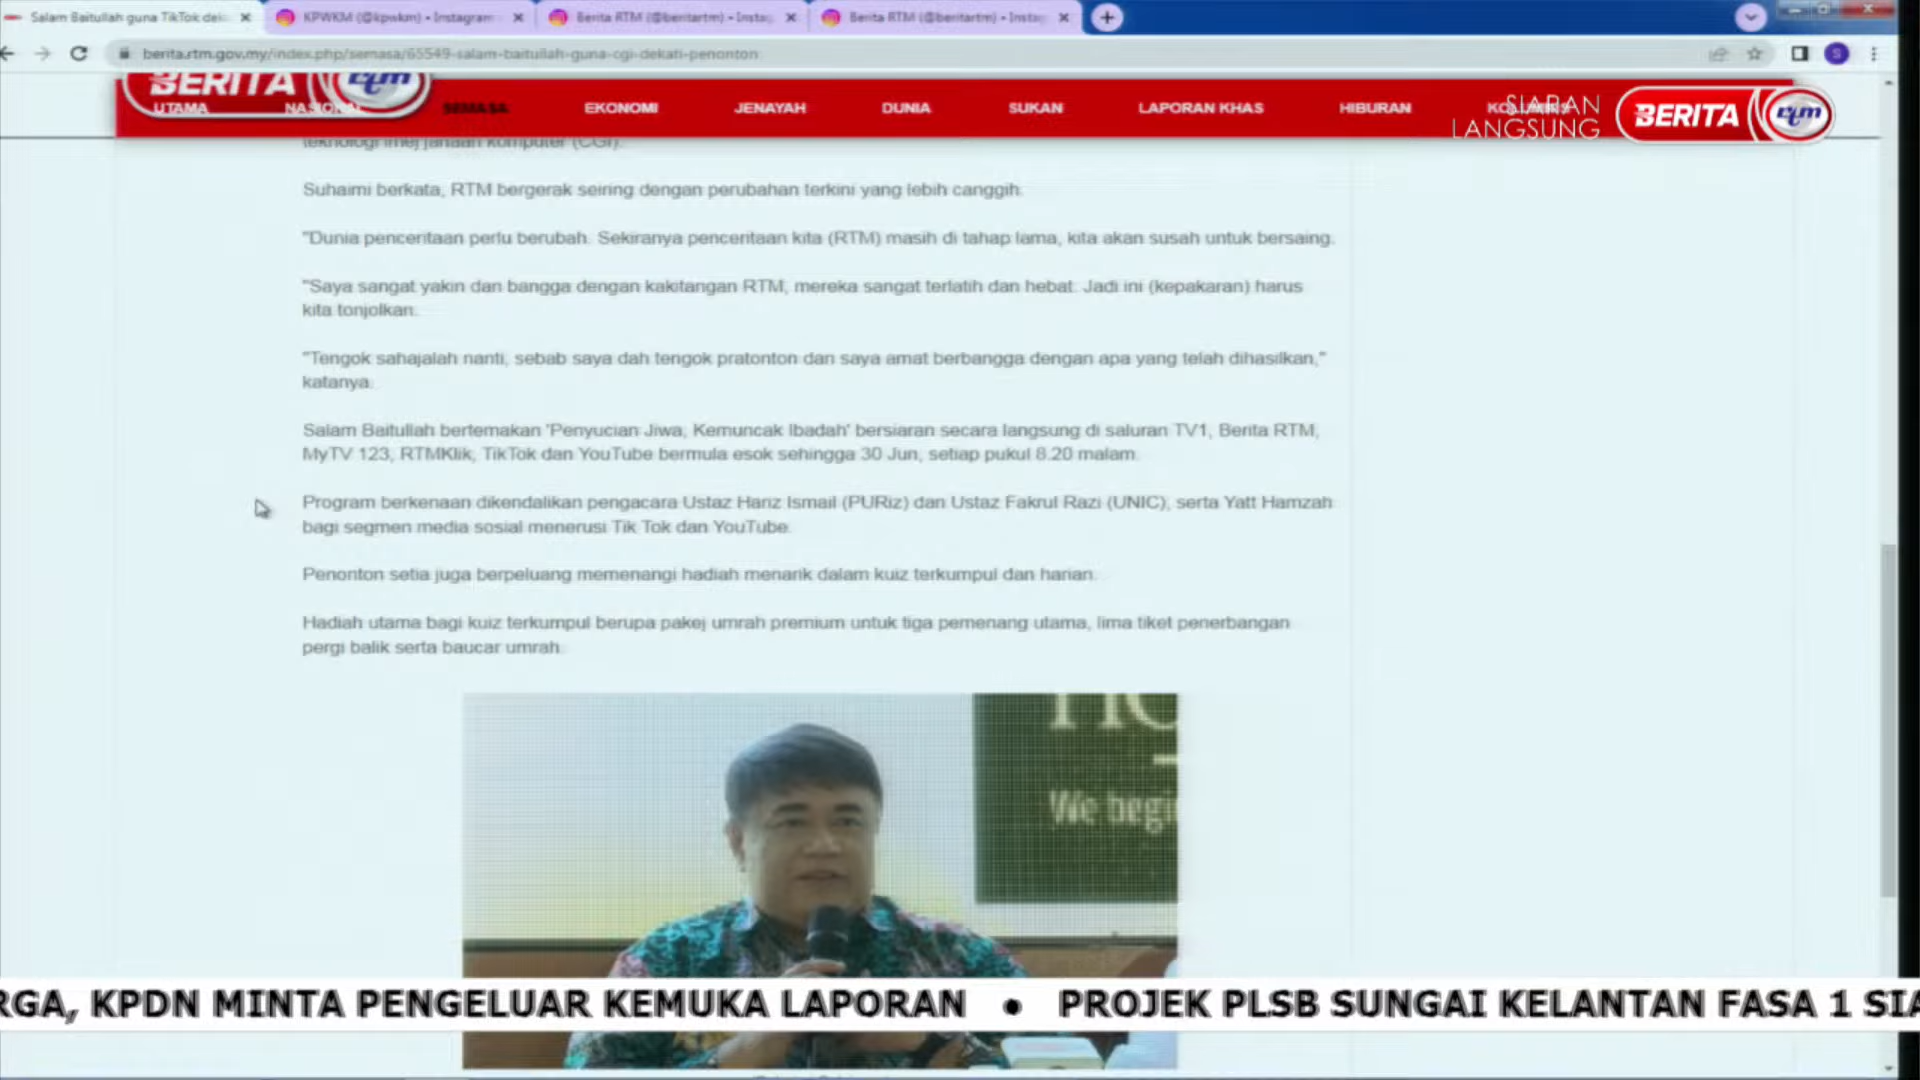 Salam Baitullah guna TikTok deka
KPWKM (@kpwkm) • Instagram
Berita RTM (@beritartm) • Insta
Berita RTM (@beritartm) • Insta
berita.rtm.gov.my/index.php/semasa/65549-salam-baitullah-guna-cgi-dekati-penonton
S
BERITA rtm
UTAMA NASIONAL SEMASA EKONOMI JENAYAH DUNIA SUKAN LAPORAN KHAS HIBURAN
SIARAN
LANGSUNG
BERITA rtm
teknologi imej janaan komputer (CGI).
Suhaimi berkata, RTM bergerak seiring dengan perubahan terkini yang lebih canggih.
"Dunia penceritaan perlu berubah. Sekiranya penceritaan kita (RTM) masih di tahap lama, kita akan susah untuk bersaing.
"Saya sangat yakin dan bangga dengan kakitangan RTM, mereka sangat terlatih dan hebat. Jadi ini (kepakaran) harus
kita tonjolkan.
"Tengok sahajalah nanti, sebab saya dah tengok pratonton dan saya amat berbangga dengan apa yang telah dihasilkan,"
katanya.
Salam Baitullah bertemakan 'Penyucian Jiwa, Kemuncak Ibadah' bersiaran secara langsung di saluran TV1, Berita RTM,
MyTV 123, RTMKlik, TikTok dan YouTube bermula esok sehingga 30 Jun, setiap pukul 8.20 malam.
Program berkenaan dikendalikan pengacara Ustaz Hariz Ismail (PURiz) dan Ustaz Fakrul Razi (UNIC), serta Yatt Hamzah
bagi segmen media sosial menerusi Tik Tok dan YouTube.
Penonton setia juga berpeluang memenangi hadiah menarik dalam kuiz terkumpul dan harian.
Hadiah utama bagi kuiz terkumpul berupa pakej umrah premium untuk tiga pemenang utama, lima tiket penerbangan
pergi balik serta baucar umrah.
We begi
RGA, KPDN MINTA PENGELUAR KEMUKA LAPORAN • PROJEK PLSB SUNGAI KELANTAN FASA 1 SIA